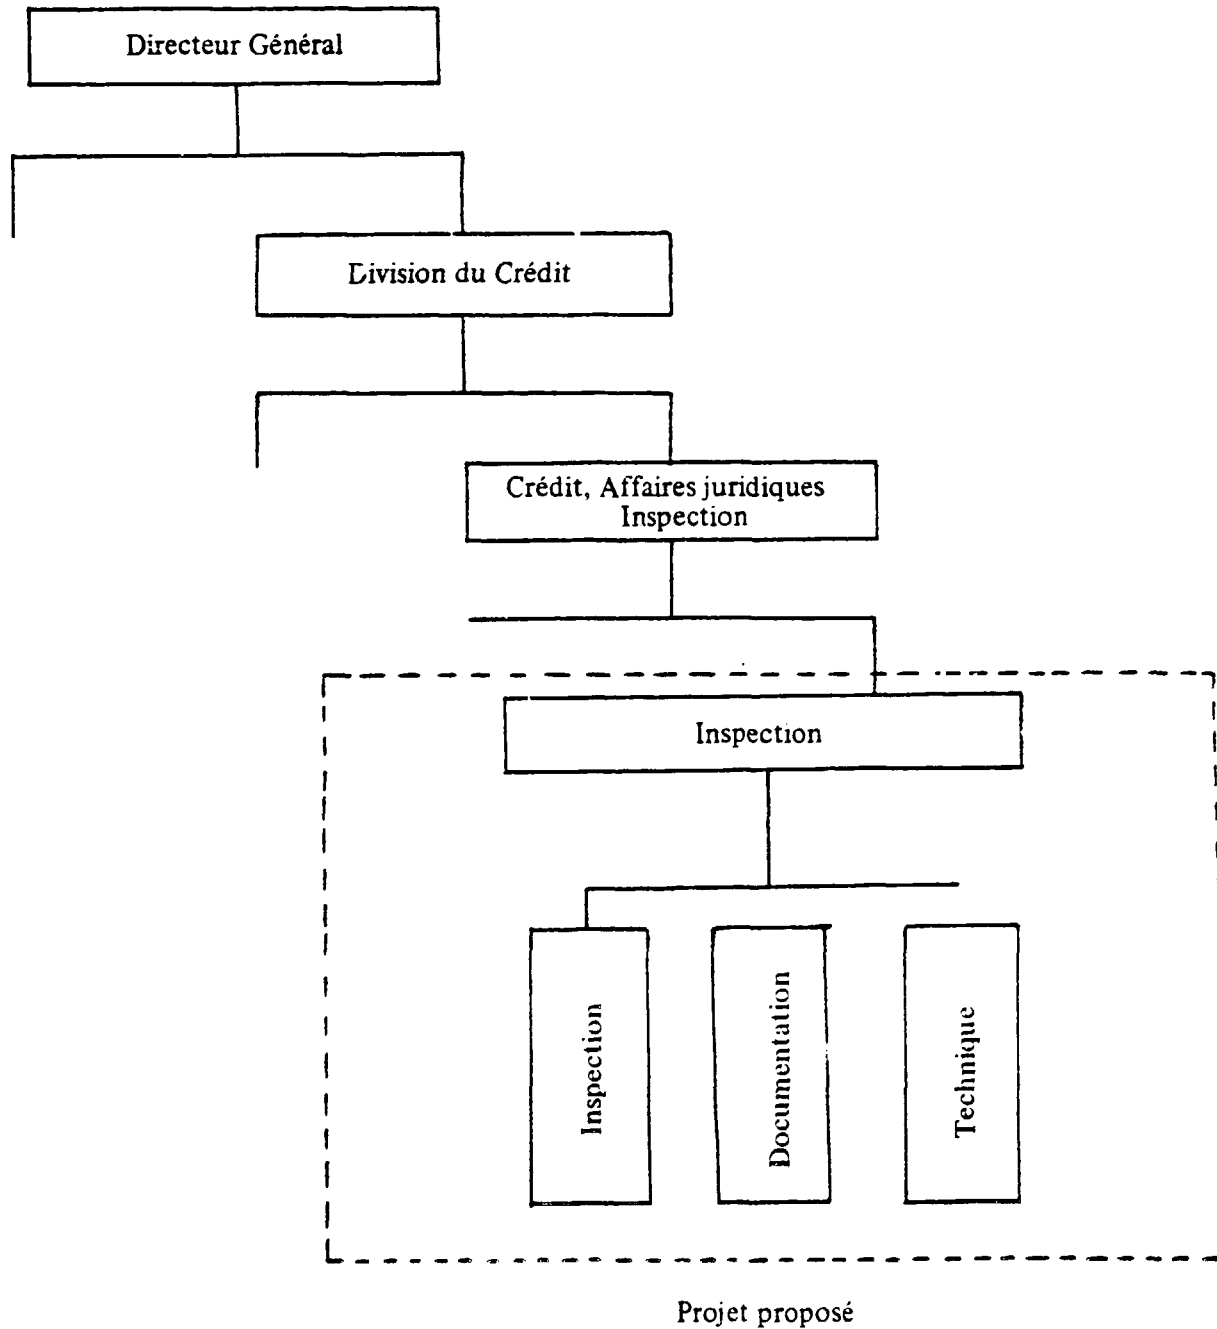 Directeur Général
Division du Crédit
Crédit, Affaires juridiques
Inspection
Inspection
Inspection
Documentation
Technique
Projet proposé